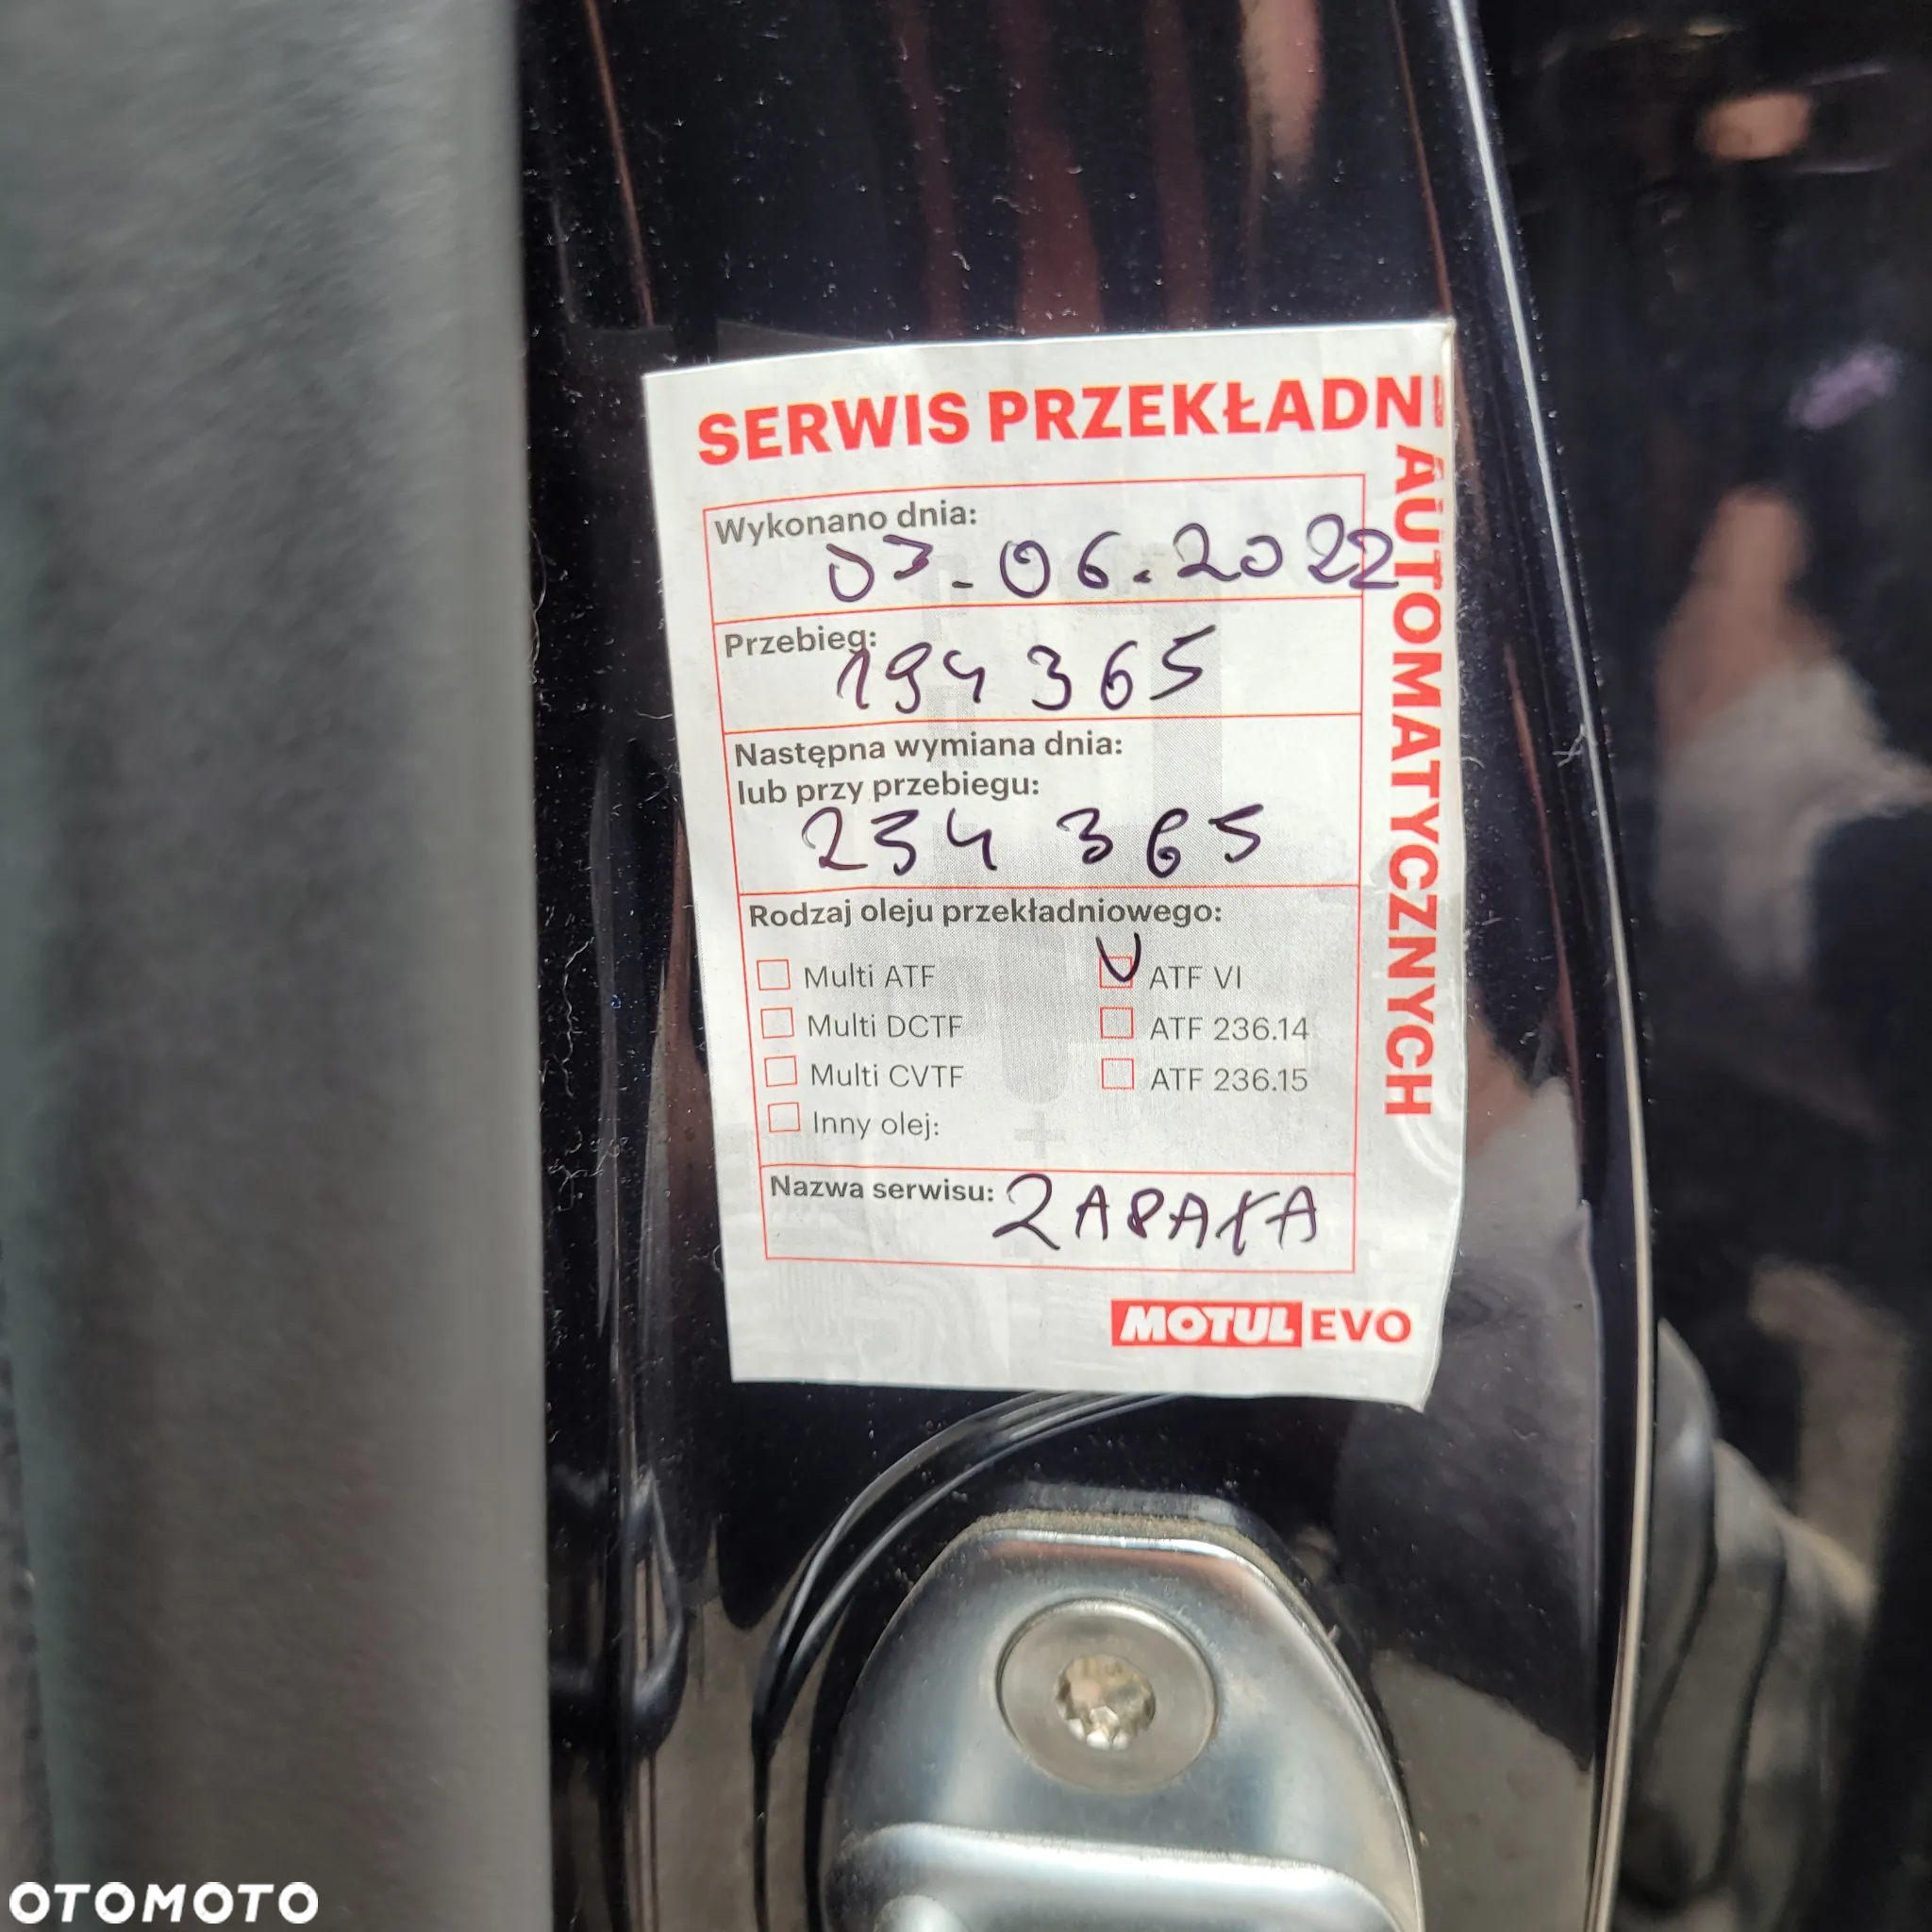 SERWIS PRZEKŁADNI
AUTOMATYCZNYCH
Wykonano dnia:
03-06.2022
Przebieg:
194 365
Następna wymiana dnia:
lub przy przebiegu:
234 365
Rodzaj oleju przekładniowego:
Multi ATF
ATF VI
Multi DCTF
ATF 236.14
Multi CVTF
ATF 236.15
Inny olej:
Nazwa serwisu:
MOTUL EVO
OTOMOTO